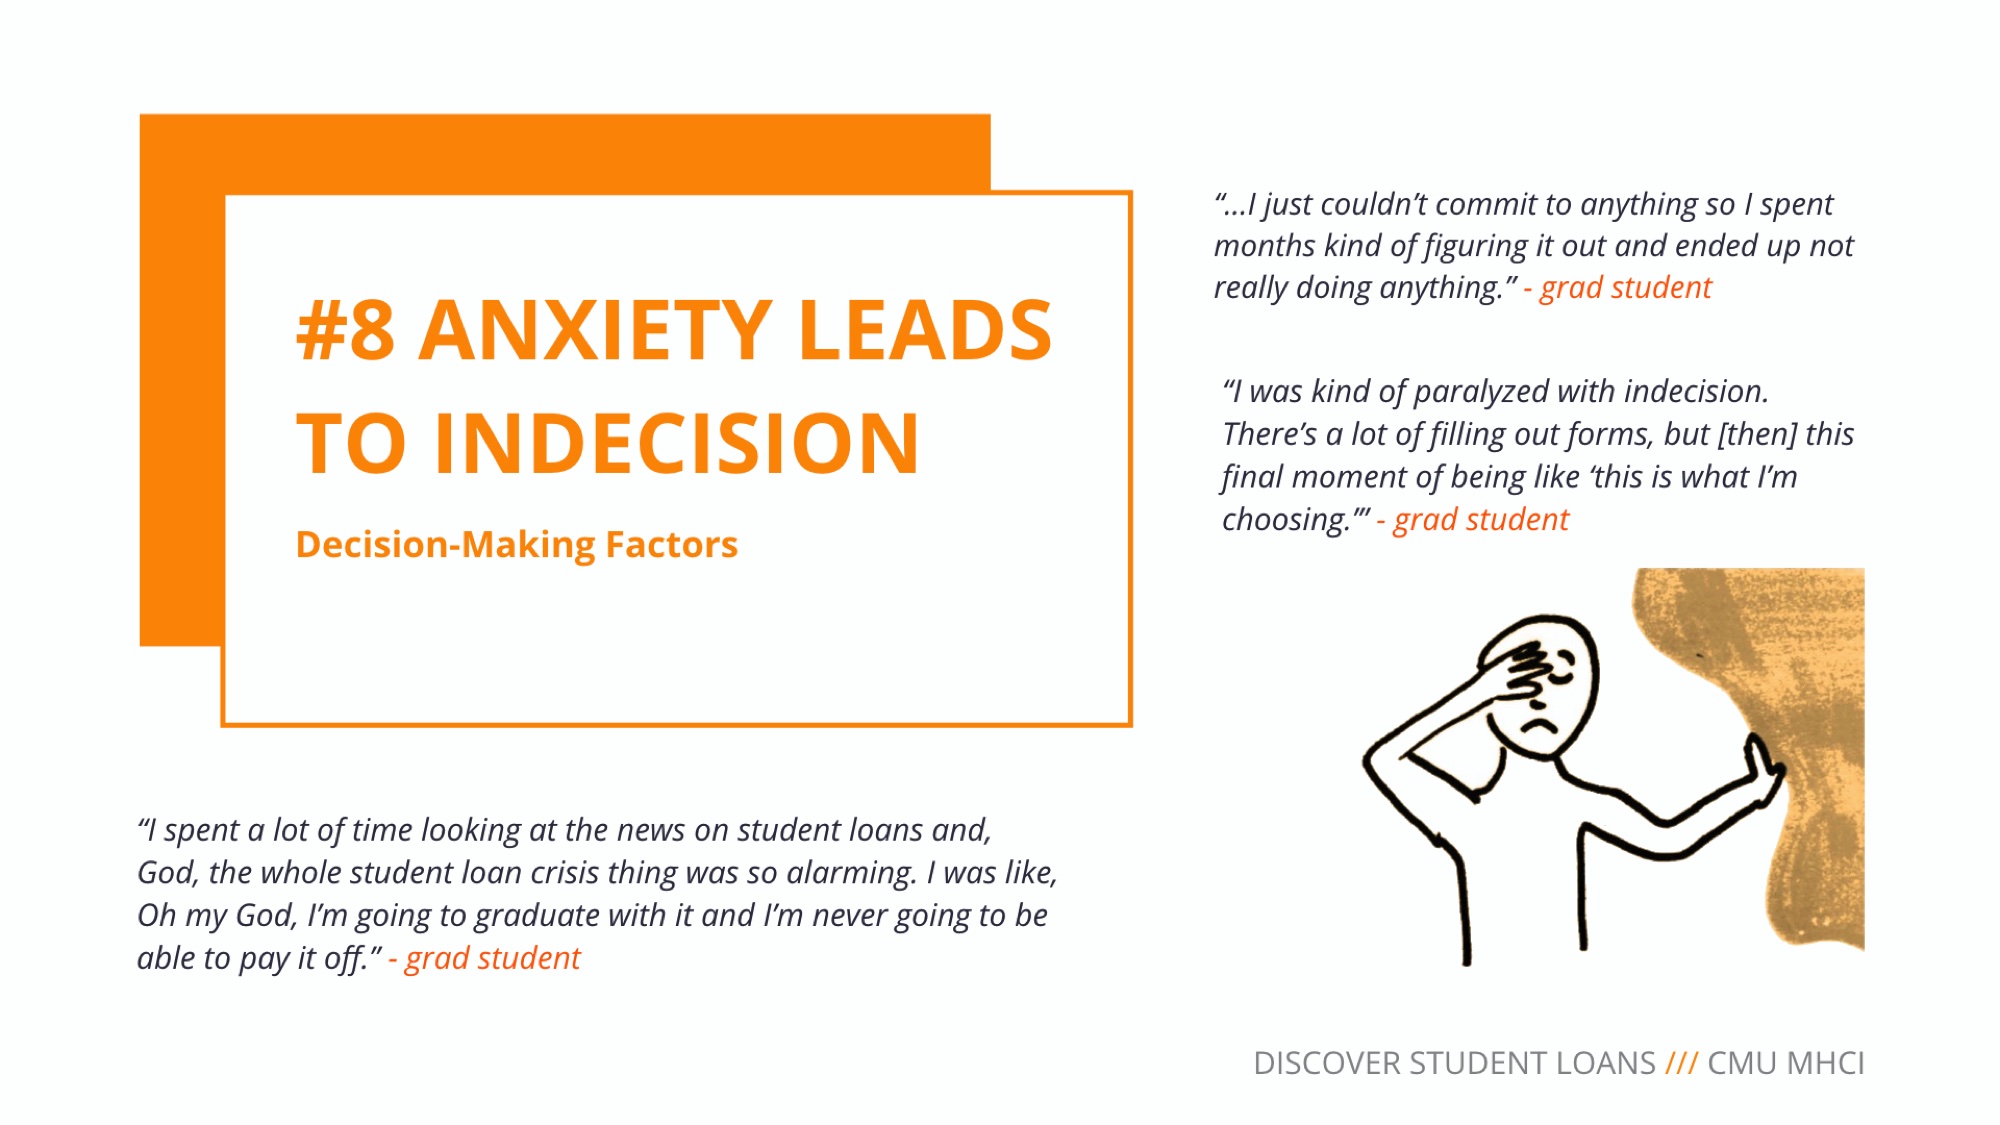 #8 ANXIETY LEADS
TO INDECISION
Decision-Making Factors
“...I just couldn’t commit to anything so I spent
months kind of figuring it out and ended up not
really doing anything.” - grad student
“I was kind of paralyzed with indecision.
There’s a lot of filling out forms, but [then] this
final moment of being like ‘this is what I’m
choosing.’” - grad student
“I spent a lot of time looking at the news on student loans and,
God, the whole student loan crisis thing was so alarming. I was like,
Oh my God, I’m going to graduate with it and I’m never going to be
able to pay it off.” - grad student
DISCOVER STUDENT LOANS /// CMU MHCI